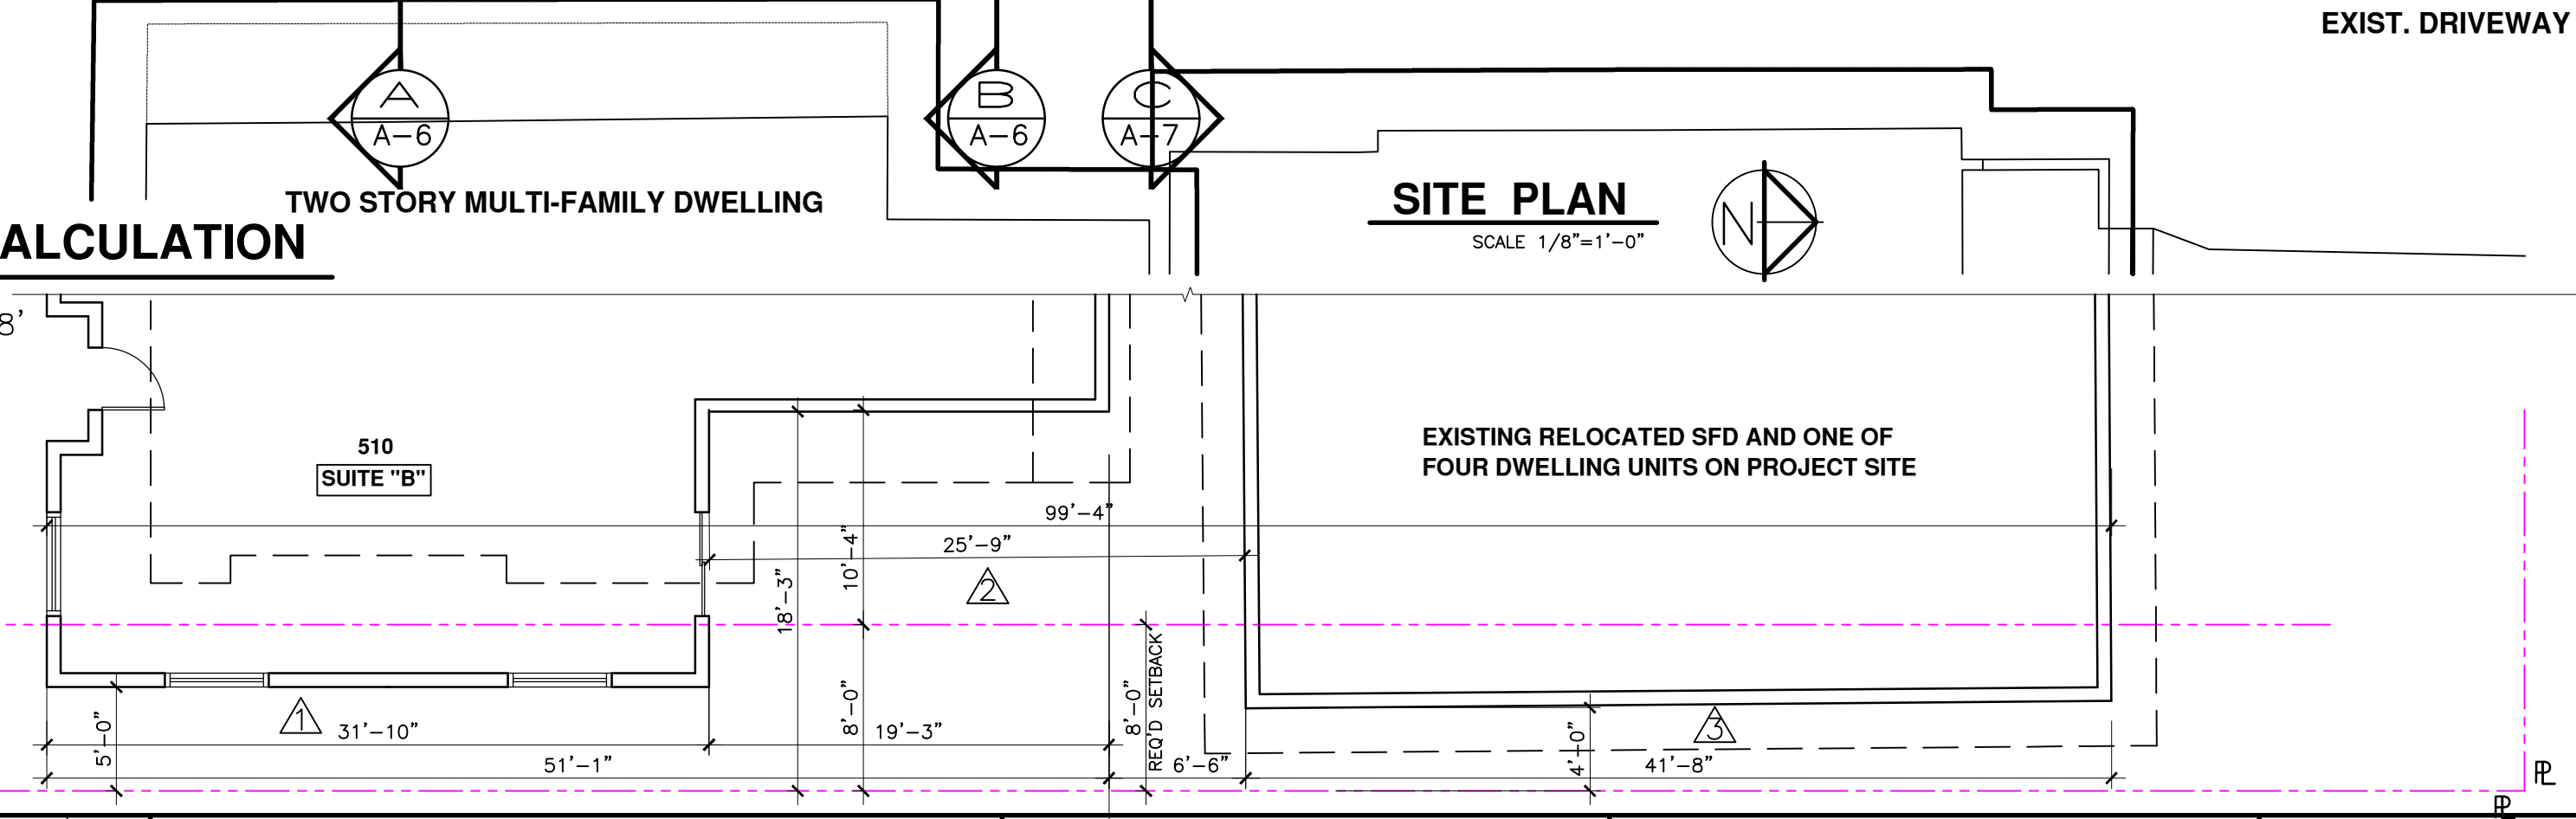 EXIST. DRIVEWAY
A
A-6
B
A-6
C
A-7
TWO STORY MULTI-FAMILY DWELLING
SITE PLAN
SCALE 1/8"=1'-0"
N
ALCULATION
8'
510
SUITE "B"
EXISTING RELOCATED SFD AND ONE OF
FOUR DWELLING UNITS ON PROJECT SITE
99'-4"
25'-9"
10'-4"
18'-3"
2
1
31'-10"
5'-0"
8'-0"
19'-3"
8'-0"
REQ'D SETBACK
3
4'-0"
51'-1"
6'-6"
41'-8"
PL
PL